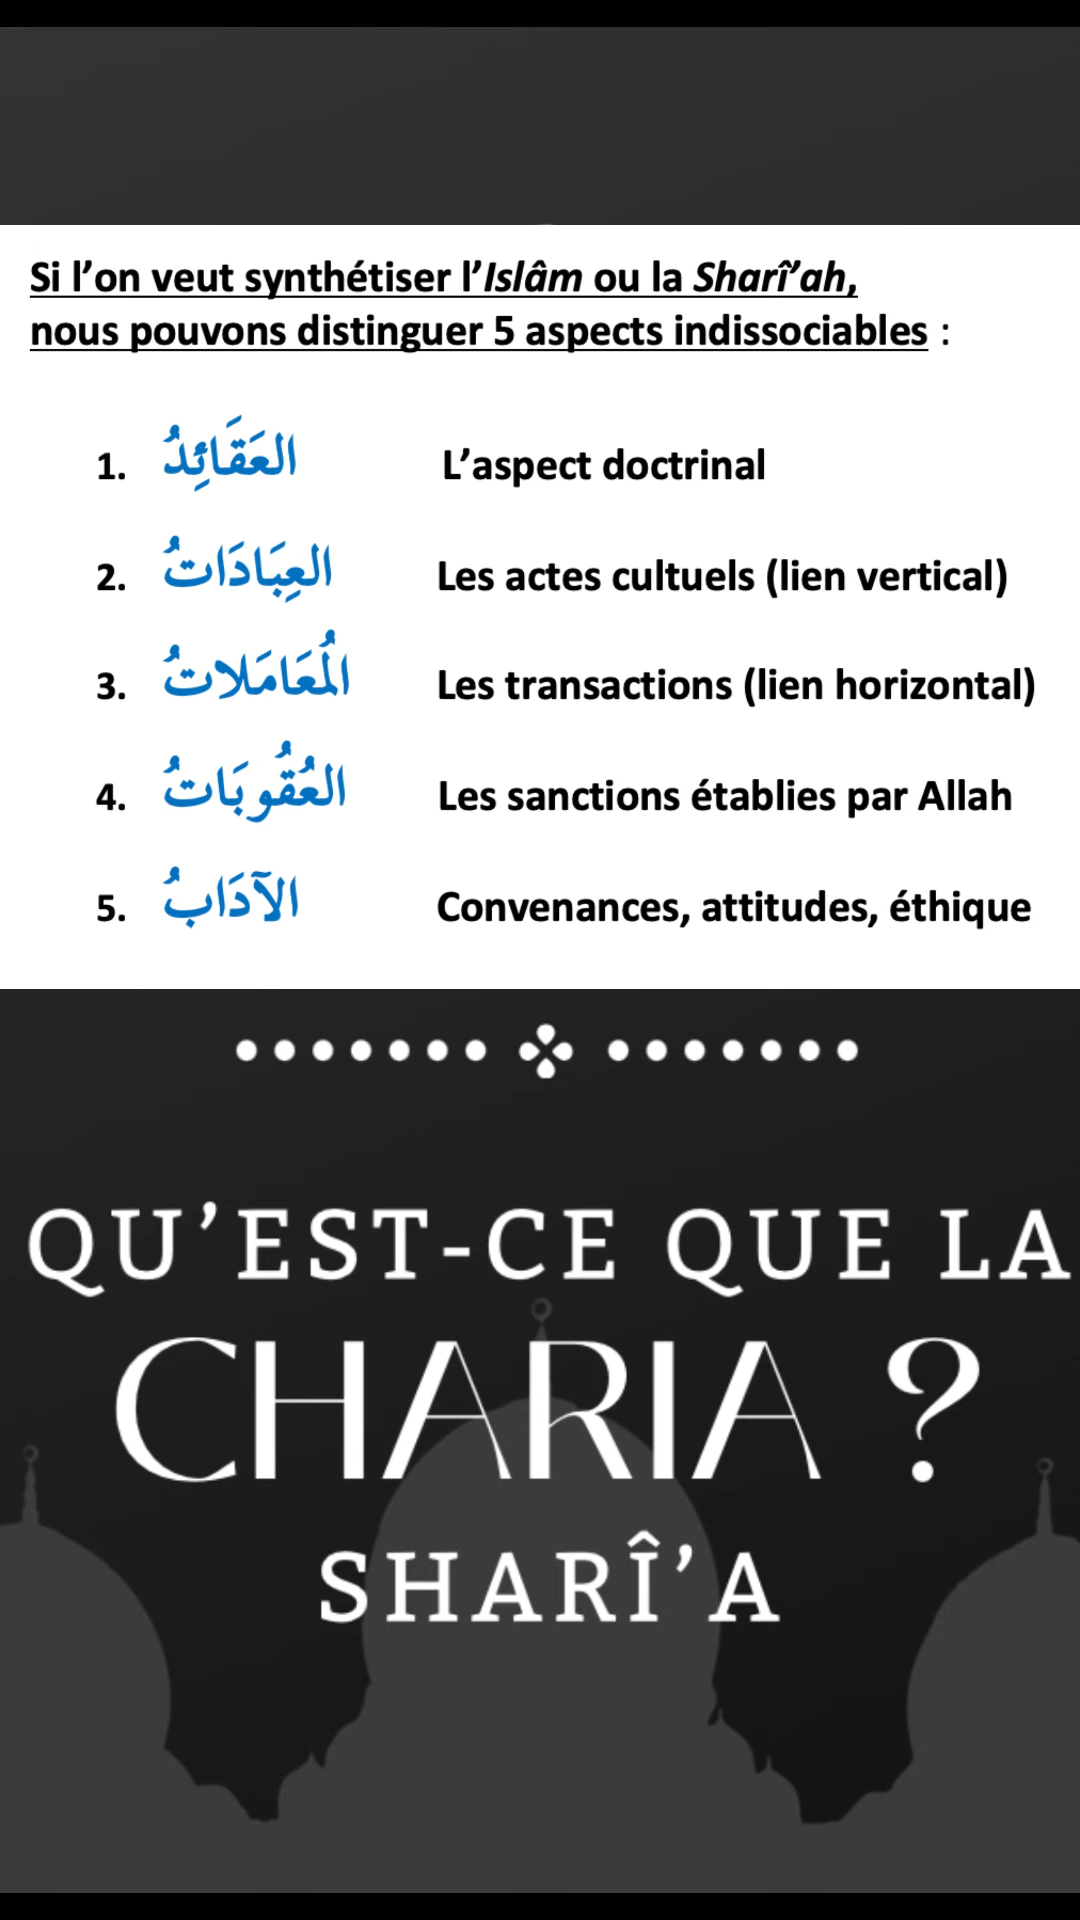 Si l’on veut synthétiser l’Islâm ou la Sharî’ah,
nous pouvons distinguer 5 aspects indissociables :
1. العَقَائِدُ L’aspect doctrinal
2. العِبَادَاتُ Les actes cultuels (lien vertical)
3. الْمُعَامَلاتُ Les transactions (lien horizontal)
4. العُقُوبَاتُ Les sanctions établies par Allah
5. الآدَابُ Convenances, attitudes, éthique
QU’EST-CE QUE LA
CHARIA ?
SHARÎ’A